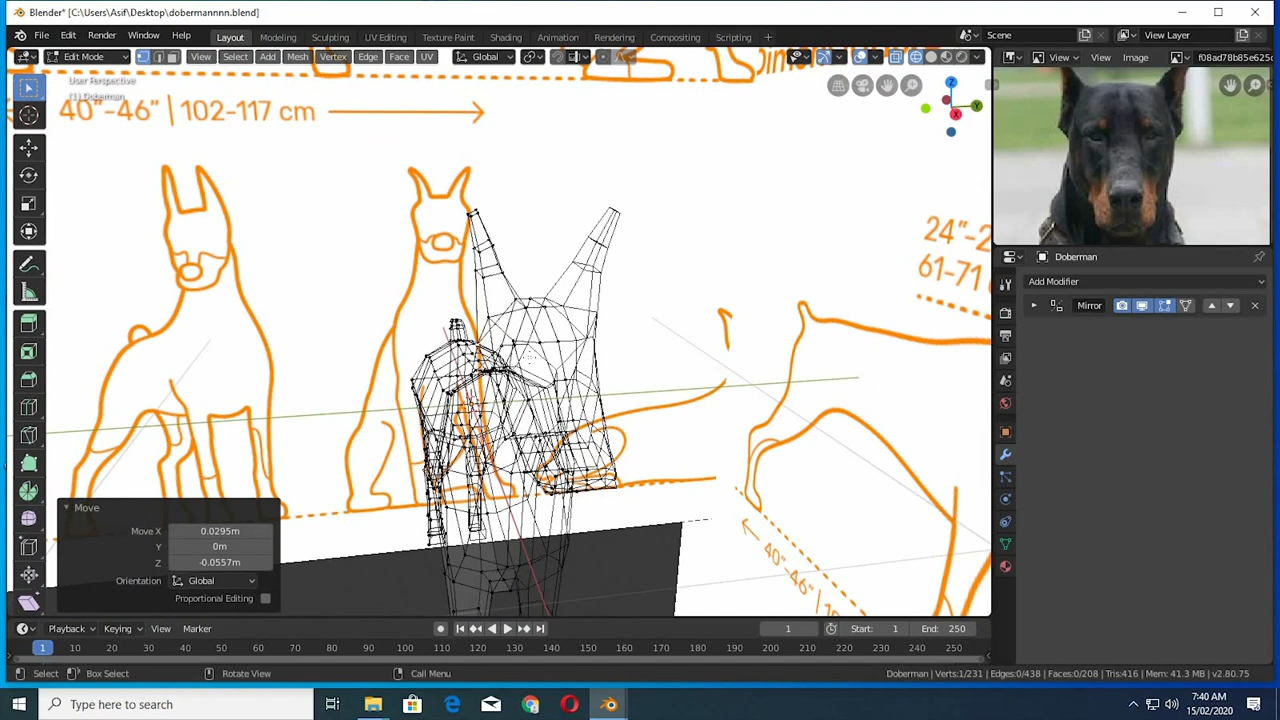 Blender* [C:\Users\Asif\Desktop\dobermannnn.blend]
File Edit Render Window Help Layout Modeling Sculpting UV Editing Texture Paint Shading Animation Rendering Compositing Scripting + Scene View Layer
Edit Mode View Select Add Mesh Vertex Edge Face UV Global View View Image f08ad78b85e625c
User Perspective
(1) Doberman
40"-46" | 102-117 cm
Z
Y
X
24"-2
61-71
Doberman
Add Modifier
Mirror
40"-46" | 1
Move
Move X 0.0295m
Y 0m
Z -0.0557m
Orientation Global
Proportional Editing
Playback Keying View Marker 1 Start: 1 End: 250
1 10 20 30 40 50 60 70 80 90 100 110 120 130 140 150 160 170 180 190 200 210 220 230 240 250
Select Box Select Rotate View Call Menu Doberman | Verts:1/231 | Edges:0/438 | Faces:0/208 | Tris:416 | Mem: 41.3 MB | v2.80.75
Type here to search
7:40 AM
15/02/2020